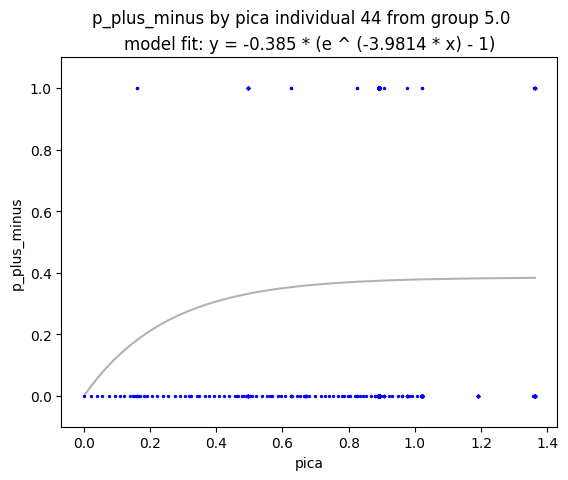 p_plus_minus by pica individual 44 from group 5.0
model fit: y = -0.385 * (e ^ (-3.9814 * x) - 1)
1.0
0.8
0.6
0.4
0.2
0.0
p_plus_minus
0.0 0.2 0.4 0.6 0.8 1.0 1.2 1.4
pica